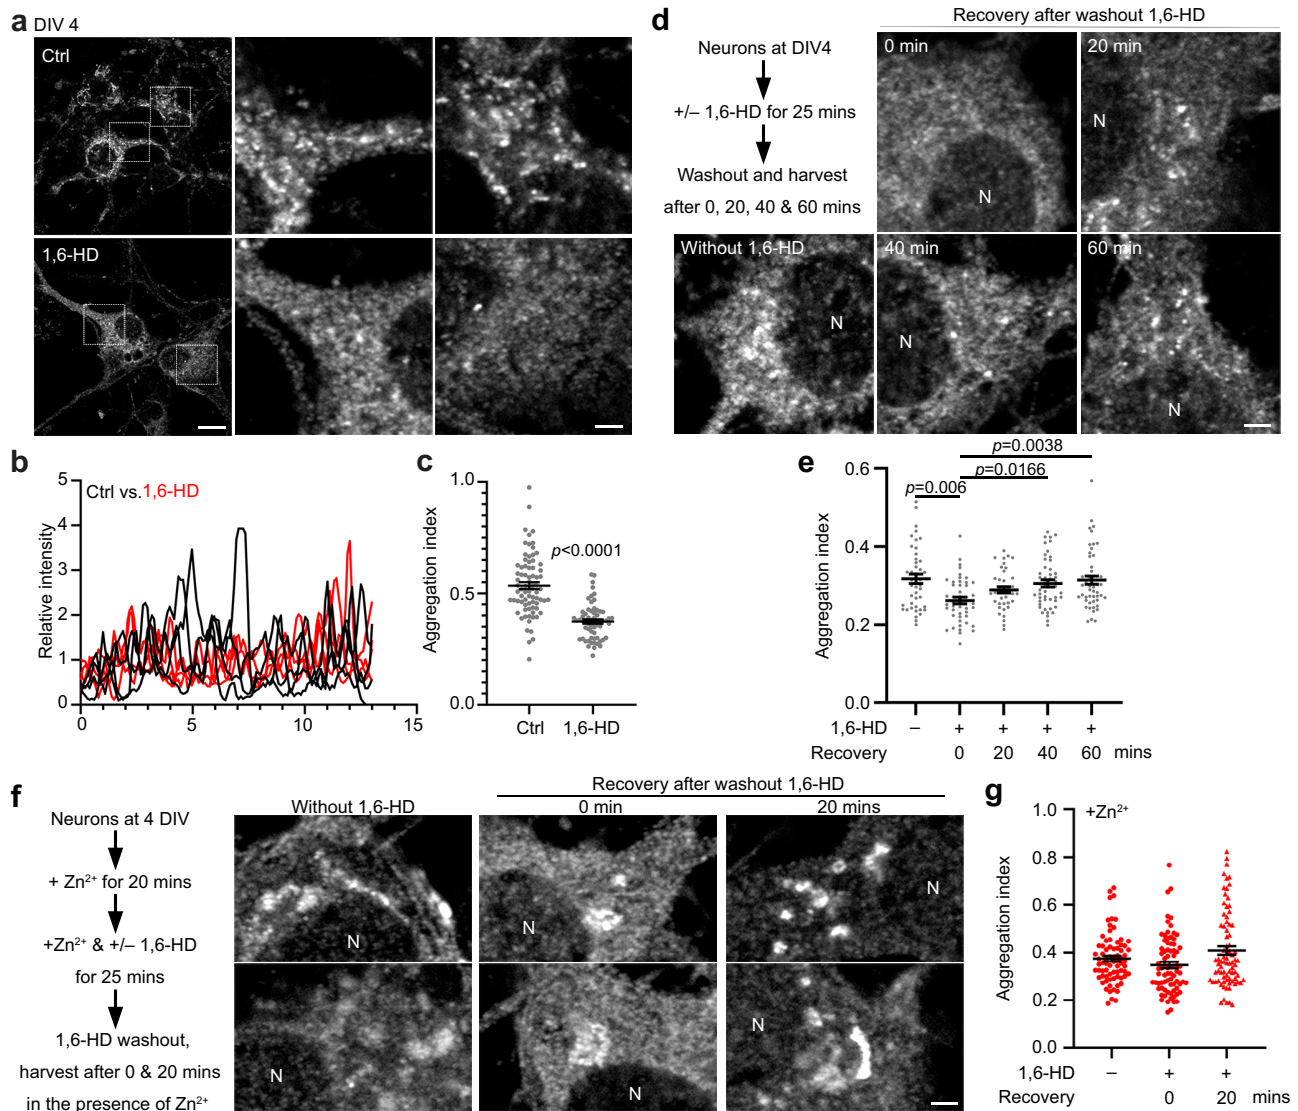 a DIV 4
Ctrl
1,6-HD
b
Ctrl vs.1,6-HD
Relative intensity
5
4
3
2
1
0
0 5 10 15
c
Aggregation index
1.0
0.5
0.0
p<0.0001
Ctrl 1,6-HD
d
Recovery after washout 1,6-HD
Neurons at DIV4
+/– 1,6-HD for 25 mins
Washout and harvest
after 0, 20, 40 & 60 mins
0 min
N
20 min
N
Without 1,6-HD
N
40 min
N
60 min
N
e
Aggregation index
0.6
0.4
0.2
0.0
p=0.0038
p=0.0166
p=0.006
1,6-HD – + + + +
Recovery 0 20 40 60 mins
f
Neurons at 4 DIV
+ Zn²⁺ for 20 mins
+Zn²⁺ & +/– 1,6-HD
for 25 mins
1,6-HD washout,
harvest after 0 & 20 mins
in the presence of Zn²⁺
Recovery after washout 1,6-HD
Without 1,6-HD 0 min 20 mins
N N N
N N N
g
+Zn²⁺
Aggregation index
1.0
0.8
0.6
0.4
0.2
0.0
1,6-HD – + +
Recovery 0 20 mins